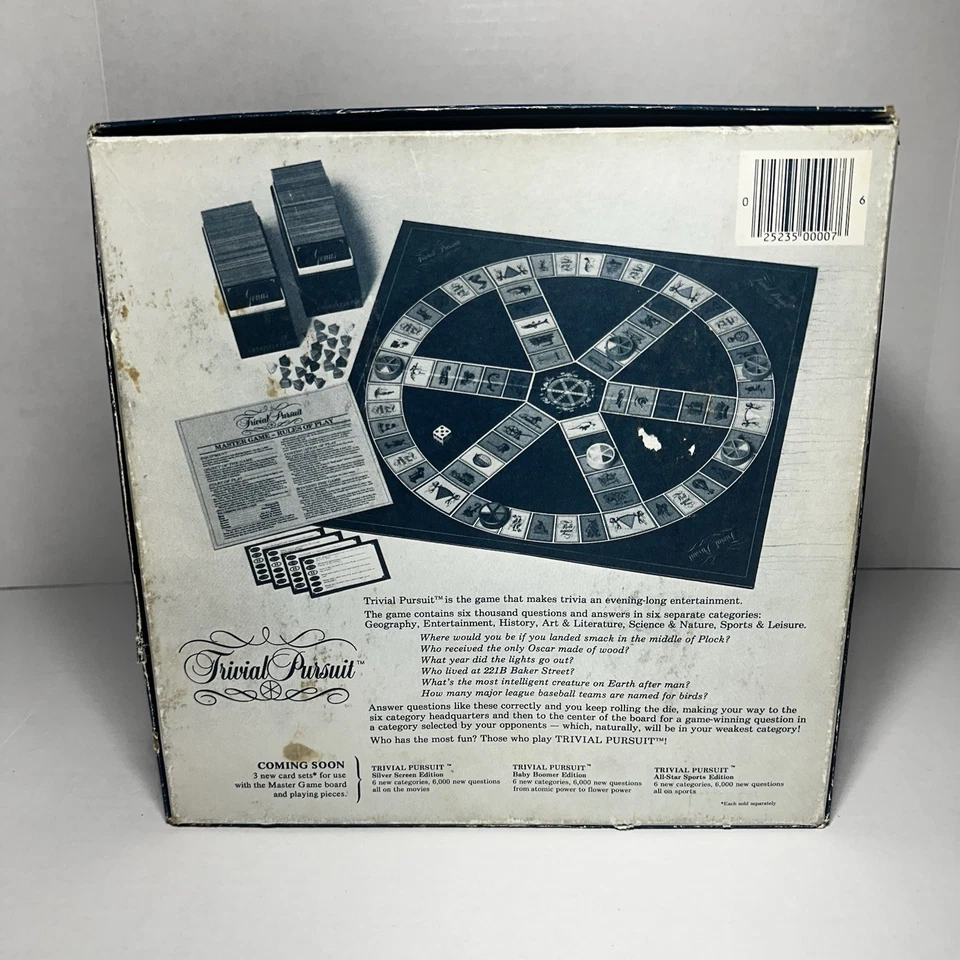 0 25235 00007 6
Genus
Genus
Trivial Pursuit
Trivial Pursuit
MASTER GAME – RULES OF PLAY
Trivial Pursuit
Trivial Pursuit™ is the game that makes trivia an evening-long entertainment.
The game contains six thousand questions and answers in six separate categories:
Geography, Entertainment, History, Art & Literature, Science & Nature, Sports & Leisure.
Where would you be if you landed smack in the middle of Plock?
Who received the only Oscar made of wood?
What year did the lights go out?
Who lived at 221B Baker Street?
What's the most intelligent creature on Earth after man?
How many major league baseball teams are named for birds?
Trivial Pursuit™
Answer questions like these correctly and you keep rolling the die, making your way to the
six category headquarters and then to the center of the board for a game-winning question in
a category selected by your opponents — which, naturally, will be in your weakest category!
Who has the most fun? Those who play TRIVIAL PURSUIT™!
COMING SOON
3 new card sets* for use
with the Master Game board
and playing pieces.
TRIVIAL PURSUIT™
Silver Screen Edition
6 new categories, 6,000 new questions
all on the movies
TRIVIAL PURSUIT™
Baby Boomer Edition
6 new categories, 6,000 new questions
from atomic power to flower power
TRIVIAL PURSUIT™
All-Star Sports Edition
6 new categories, 6,000 new questions
all on sports
*Each sold separately